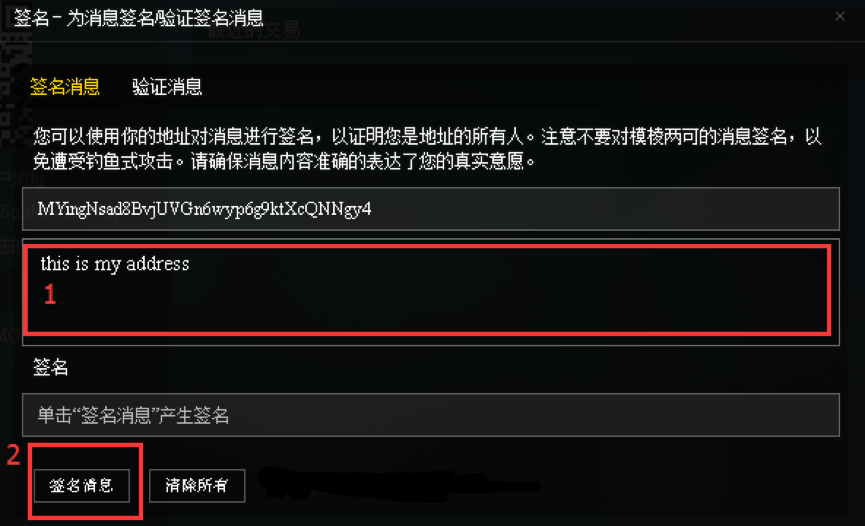 签名 - 为消息签名/验证签名消息
最近的交易
签名消息 验证消息
您可以使用你的地址对消息进行签名，以证明您是地址的所有人。注意不要对模棱两可的消息签名，以
免遭受钓鱼式攻击。请确保消息内容准确的表达了您的真实意愿。
MYingNsad8BvjUVGn6wyp6g9ktXcQNNgy4
this is my address
1
签名
单击“签名消息”产生签名
2
签名消息 清除所有